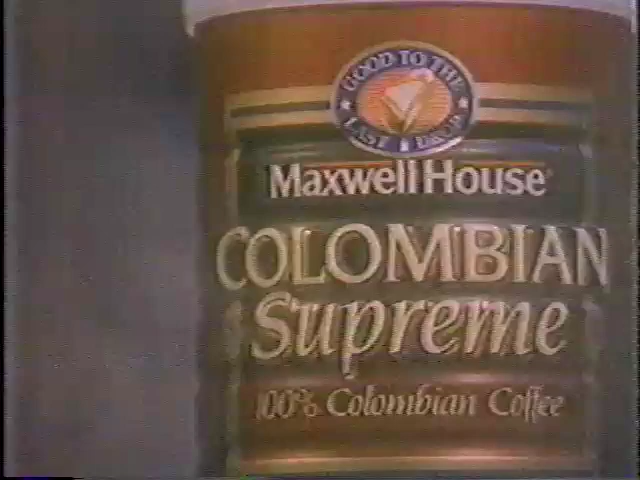 GOOD TO THE
LAST DROP
Maxwell House
COLOMBIAN
Supreme
100% Colombian Coffee